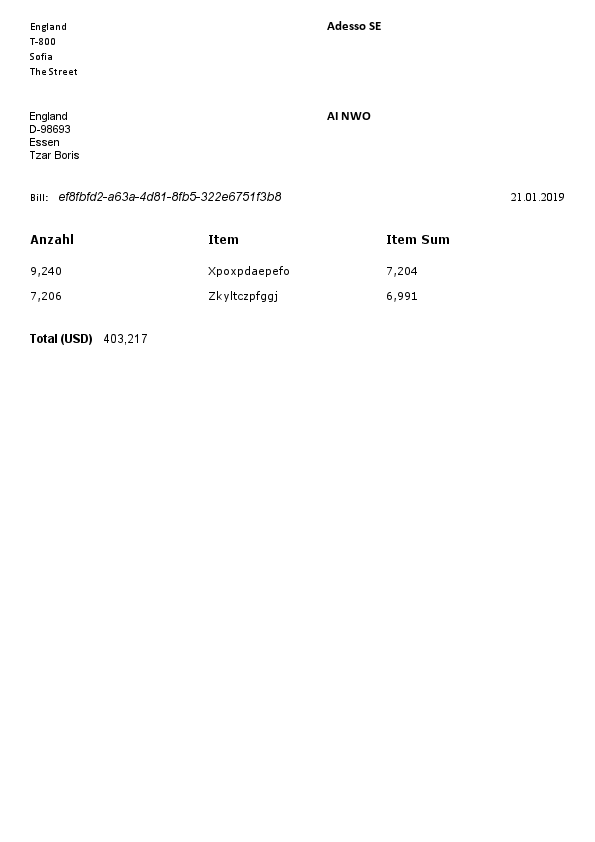 England
T-800
Sofia
The Street
Adesso SE
England
D-98693
Essen
Tzar Boris
AI NWO
Bill: ef8fbfd2-a63a-4d81-8fb5-322e6751f3b8 21.01.2019
Anzahl Item Item Sum
9,240 Xpoxpdaepefo 7,204
7,206 Zkyltczpfggj 6,991
Total (USD) 403,217